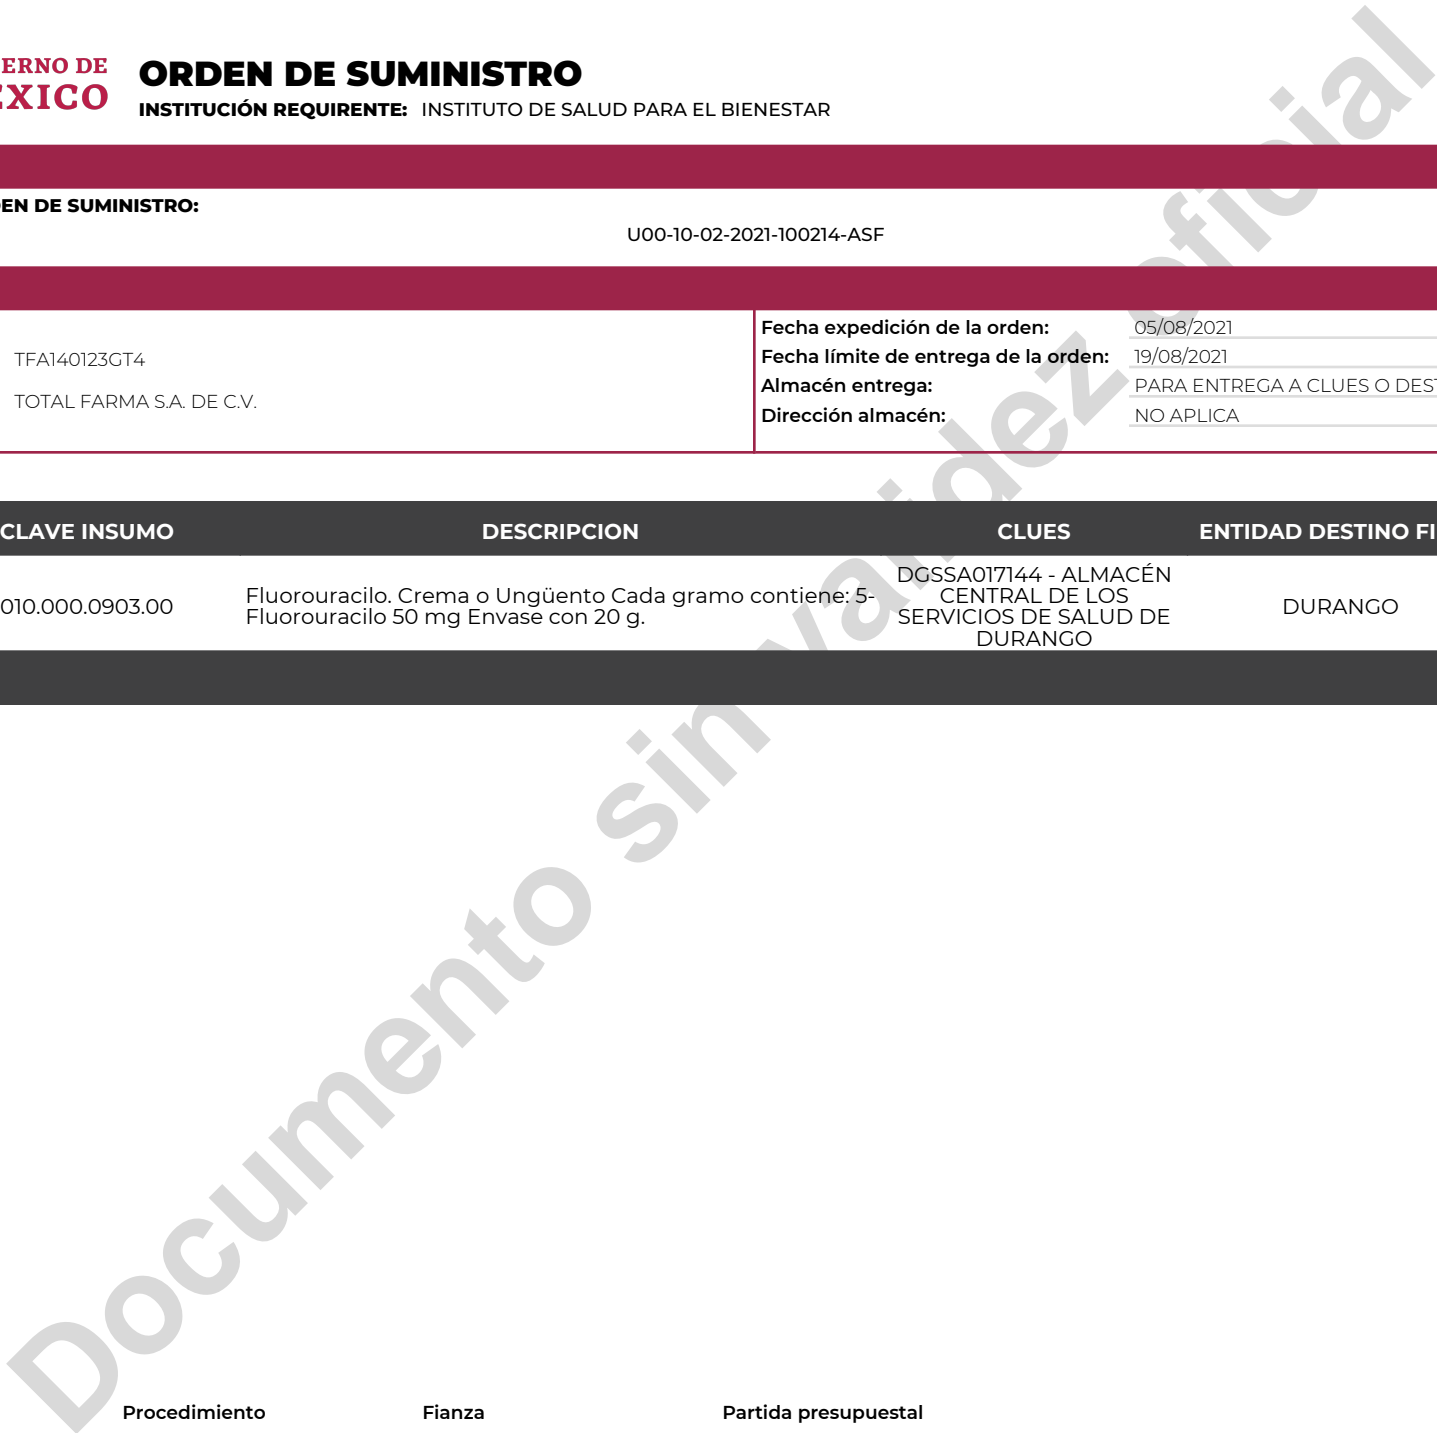 ERNO DE
ÉXICO
ORDEN DE SUMINISTRO
INSTITUCIÓN REQUIRENTE: INSTITUTO DE SALUD PARA EL BIENESTAR
EN DE SUMINISTRO:
U00-10-02-2021-100214-ASF
TFA140123GT4
TOTAL FARMA S.A. DE C.V.
Fecha expedición de la orden: 05/08/2021
Fecha límite de entrega de la orden: 19/08/2021
Almacén entrega: PARA ENTREGA A CLUES O DEST
Dirección almacén: NO APLICA
CLAVE INSUMO DESCRIPCION CLUES ENTIDAD DESTINO FI
010.000.0903.00
Fluorouracilo. Crema o Ungüento Cada gramo contiene: 5-
Fluorouracilo 50 mg Envase con 20 g.
DGSSA017144 - ALMACÉN
CENTRAL DE LOS
SERVICIOS DE SALUD DE
DURANGO
DURANGO
Procedimiento Fianza Partida presupuestal
Documento sin validez oficial